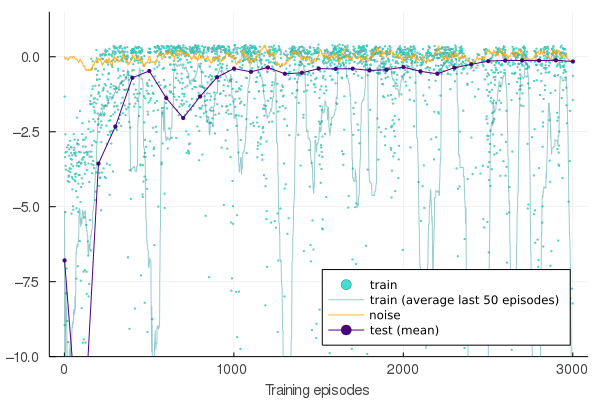 0.0
−2.5
−5.0
−7.5
−10.0
train
train (average last 50 episodes)
noise
test (mean)
0 1000 2000 3000
Training episodes